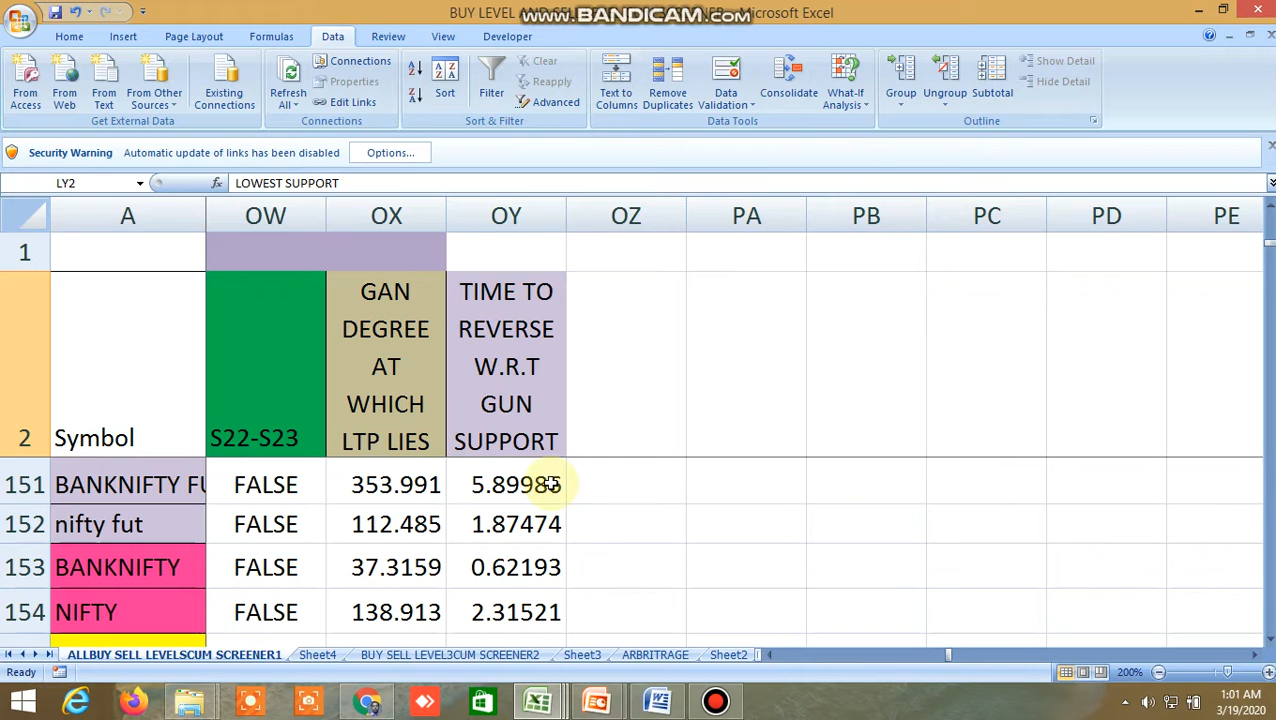 BUY LEVEL AND
- Microsoft Excel
www.BANDICAM.com
Home Insert Page Layout Formulas Data Review View Developer
From Access
From Web
From Text
From Other Sources
Existing Connections
Get External Data
Refresh All
Connections
Properties
Edit Links
Connections
Sort
Filter
Clear
Reapply
Advanced
Sort & Filter
Text to Columns
Remove Duplicates
Data Validation
Consolidate
What-If Analysis
Data Tools
Group
Ungroup
Subtotal
Show Detail
Hide Detail
Outline
Security Warning Automatic update of links has been disabled Options...
LY2 fx LOWEST SUPPORT
A OW OX OY OZ PA PB PC PD PE
1
2 Symbol S22-S23
GAN
DEGREE
AT
WHICH
LTP LIES
TIME TO
REVERSE
W.R.T
GUN
SUPPORT
151 BANKNIFTY FU FALSE 353.991
152 nifty fut FALSE 112.485 1.87474
153 BANKNIFTY FALSE 37.3159 0.62193
154 NIFTY FALSE 138.913 2.31521
ALLBUY SELL LEVELSCUM SCREENER1 Sheet4 BUY SELL LEVEL3CUM SCREENER2 Sheet3 ARBRITRAGE Sheet2
Ready 200%
1:01 AM
3/19/2020